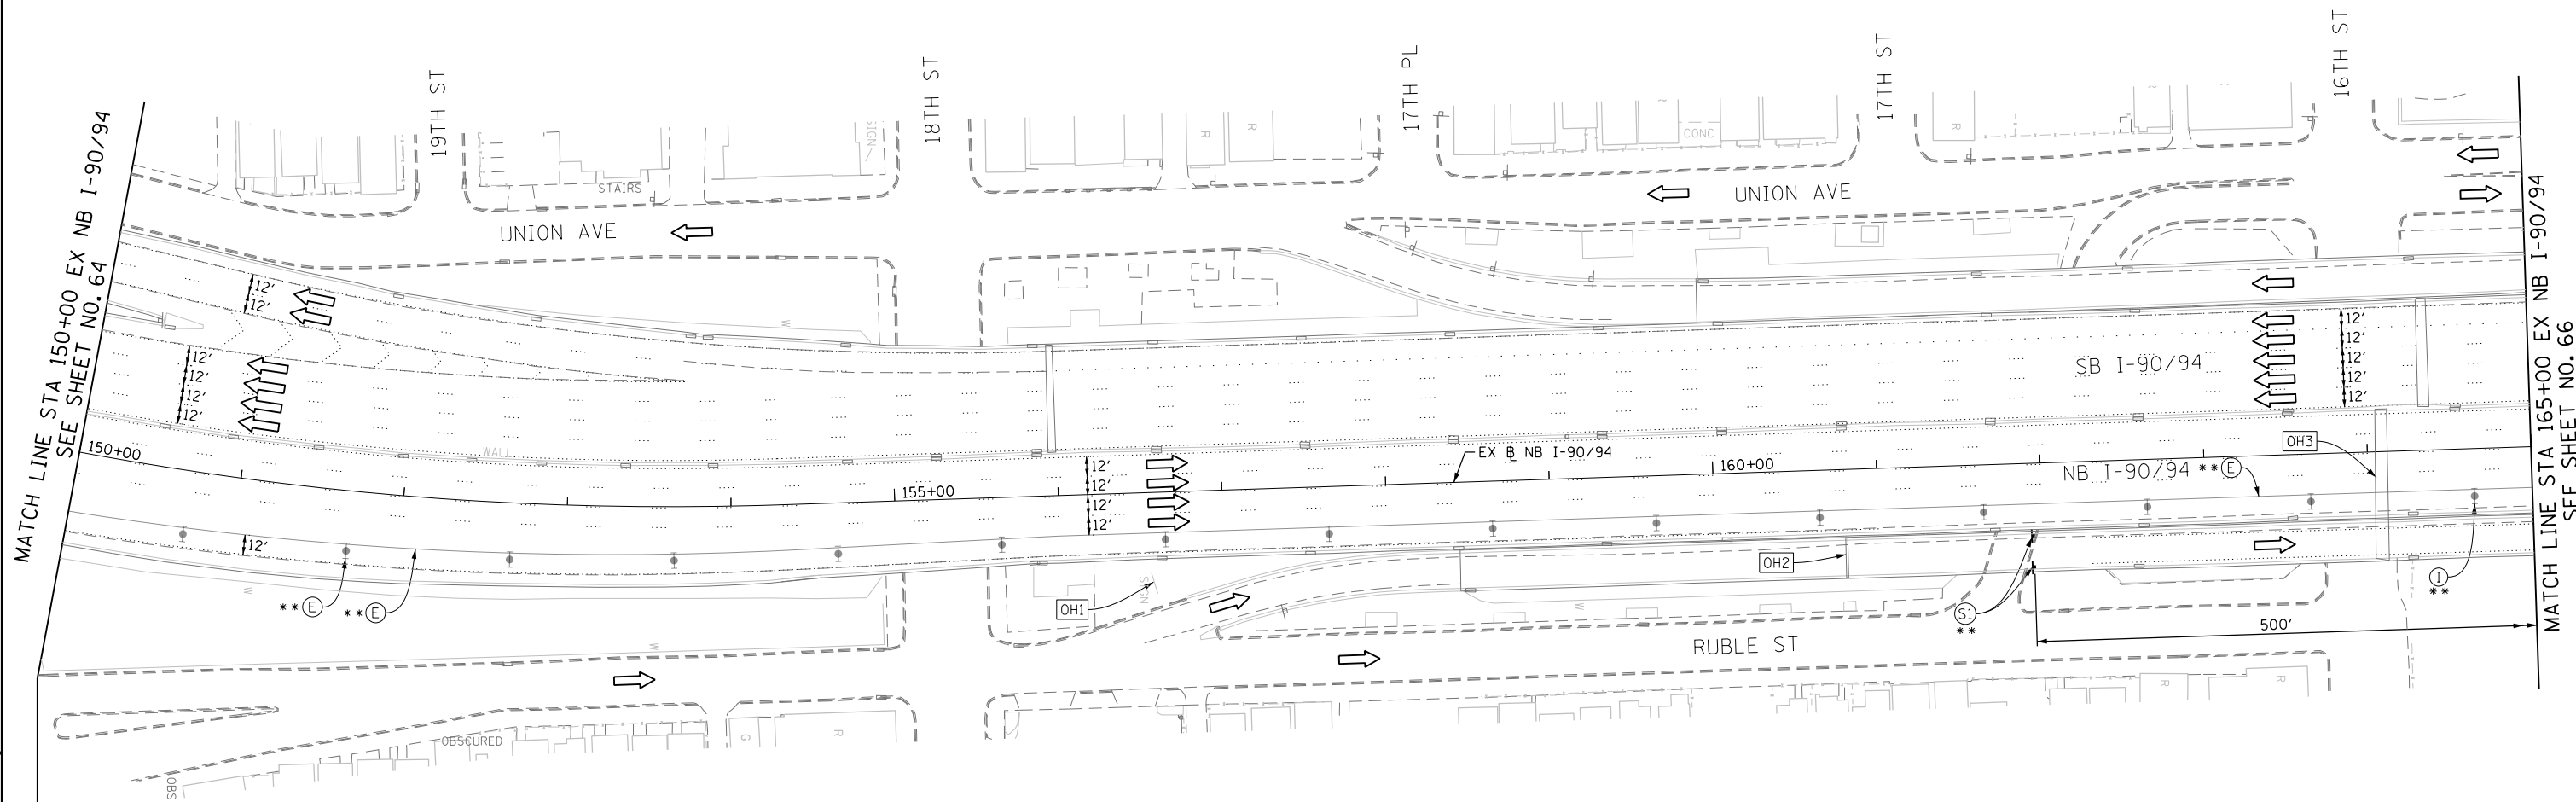 19TH ST
18TH ST
17TH PL
17TH ST
16TH ST
MATCH LINE STA 150+00 EX NB I-90/94
SEE SHEET NO. 64
SIGN
R
R
R
CONC
R
STAIRS
UNION AVE
UNION AVE
W
12'
12'
12'
12'
12'
12'
12'
12'
12'
12'
12'
SB I-90/94
WALL
150+00
155+00
160+00
EX B NB I-90/94
NB I-90/94 ** E
OH3
12'
12'
12'
12'
12'
** E
** E
W
W
OH1
SIGN
OH2
W
S1
**
I
**
500'
RUBLE ST
OBSCURED
OBS
G
R
R
R
MATCH LINE STA 165+00 EX NB I-90/94
SEE SHEET NO. 66